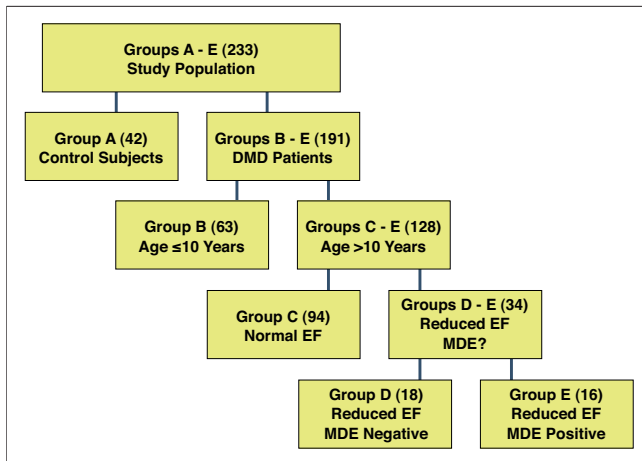 Groups A - E (233)
Study Population
Group A (42)
Control Subjects
Groups B - E (191)
DMD Patients
Group B (63)
Age ≤10 Years
Groups C - E (128)
Age >10 Years
Group C (94)
Normal EF
Groups D - E (34)
Reduced EF
MDE?
Group D (18)
Reduced EF
MDE Negative
Group E (16)
Reduced EF
MDE Positive